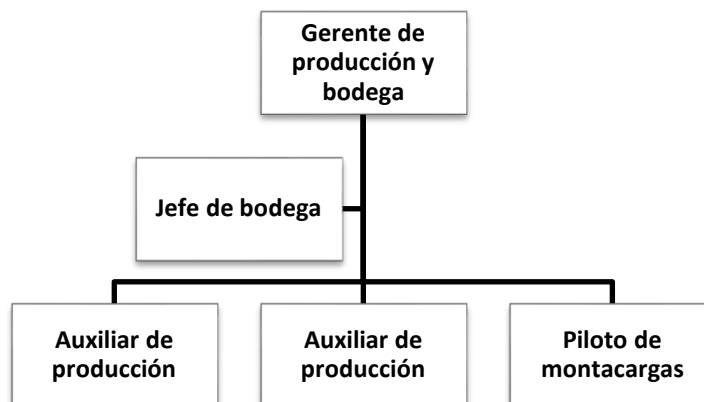 Gerente de
producción y
bodega
Jefe de bodega
Auxiliar de
producción
Auxiliar de
producción
Piloto de
montacargas